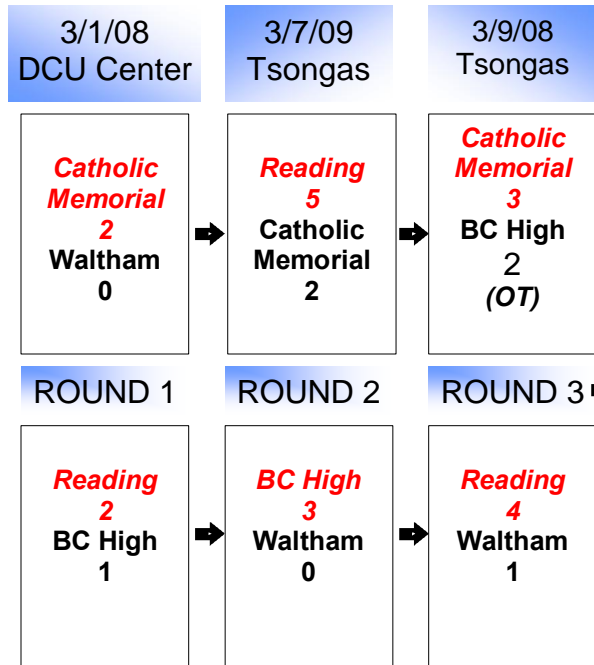 3/1/08
DCU Center
3/7/09
Tsongas
3/9/08
Tsongas
Catholic
Memorial
2
Waltham
0
Reading
5
Catholic
Memorial
2
Catholic
Memorial
3
BC High
2
(OT)
ROUND 1
ROUND 2
ROUND 3
Reading
2
BC High
1
BC High
3
Waltham
0
Reading
4
Waltham
1